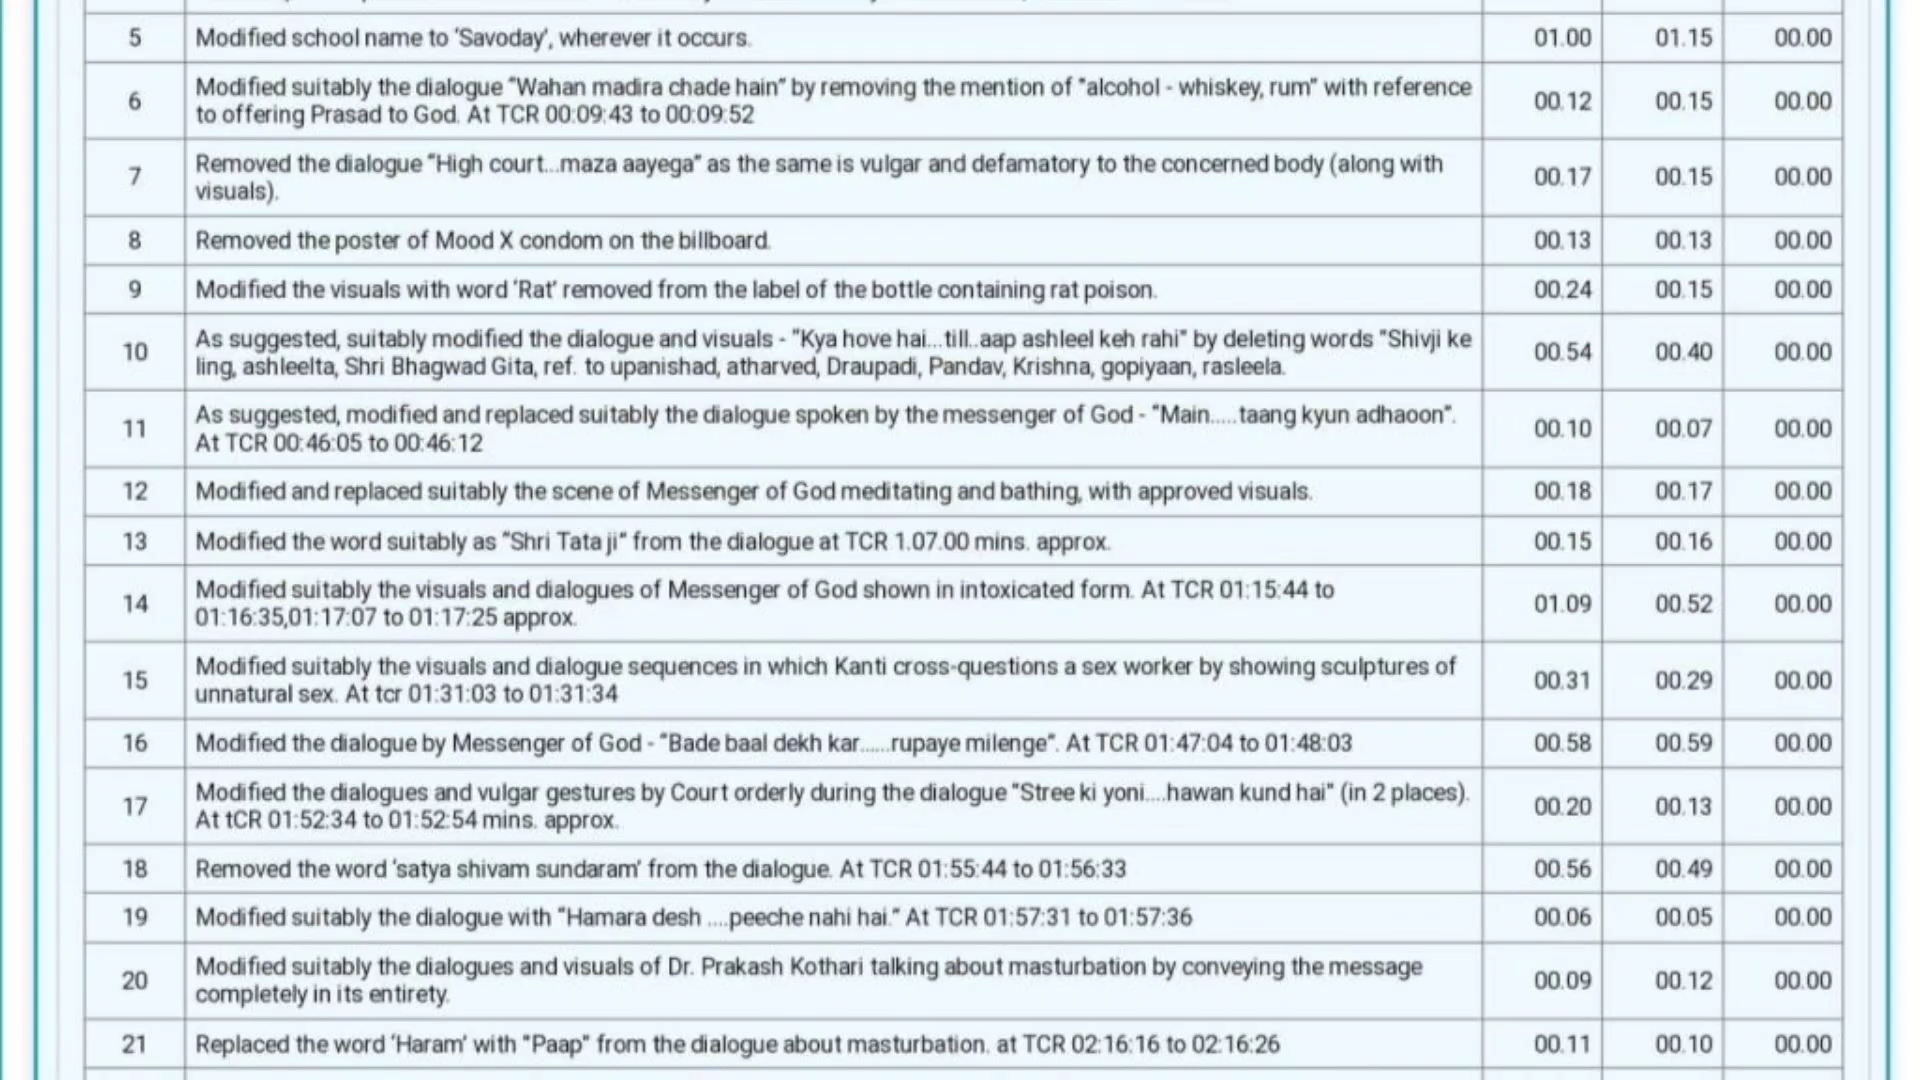 5 Modified school name to 'Savoday', wherever it occurs. 01.00 01.15 00.00
6 Modified suitably the dialogue "Wahan madira chade hain" by removing the mention of "alcohol - whiskey, rum" with reference
to offering Prasad to God. At TCR 00:09:43 to 00:09:52 00.12 00.15 00.00
7 Removed the dialogue "High court...maza aayega" as the same is vulgar and defamatory to the concerned body (along with
visuals). 00.17 00.15 00.00
8 Removed the poster of Mood X condom on the billboard. 00.13 00.13 00.00
9 Modified the visuals with word 'Rat' removed from the label of the bottle containing rat poison. 00.24 00.15 00.00
10 As suggested, suitably modified the dialogue and visuals - "Kya hove hai...till..aap ashleel keh rahi" by deleting words "Shivji ke
ling, ashleelta, Shri Bhagwad Gita, ref. to upanishad, atharved, Draupadi, Pandav, Krishna, gopiyaan, rasleela. 00.54 00.40 00.00
11 As suggested, modified and replaced suitably the dialogue spoken by the messenger of God - "Main.....taang kyun adhaoon".
At TCR 00:46:05 to 00:46:12 00.10 00.07 00.00
12 Modified and replaced suitably the scene of Messenger of God meditating and bathing, with approved visuals. 00.18 00.17 00.00
13 Modified the word suitably as "Shri Tata ji" from the dialogue at TCR 1.07.00 mins. approx. 00.15 00.16 00.00
14 Modified suitably the visuals and dialogues of Messenger of God shown in intoxicated form. At TCR 01:15:44 to
01:16:35,01:17:07 to 01:17:25 approx. 01.09 00.52 00.00
15 Modified suitably the visuals and dialogue sequences in which Kanti cross-questions a sex worker by showing sculptures of
unnatural sex. At tcr 01:31:03 to 01:31:34 00.31 00.29 00.00
16 Modified the dialogue by Messenger of God - "Bade baal dekh kar......rupaye milenge". At TCR 01:47:04 to 01:48:03 00.58 00.59 00.00
17 Modified the dialogues and vulgar gestures by Court orderly during the dialogue "Stree ki yoni....hawan kund hai" (in 2 places).
At tCR 01:52:34 to 01:52:54 mins. approx. 00.20 00.13 00.00
18 Removed the word 'satya shivam sundaram' from the dialogue. At TCR 01:55:44 to 01:56:33 00.56 00.49 00.00
19 Modified suitably the dialogue with "Hamara desh ....peeche nahi hai." At TCR 01:57:31 to 01:57:36 00.06 00.05 00.00
20 Modified suitably the dialogues and visuals of Dr. Prakash Kothari talking about masturbation by conveying the message
completely in its entirety. 00.09 00.12 00.00
21 Replaced the word 'Haram' with "Paap" from the dialogue about masturbation. at TCR 02:16:16 to 02:16:26 00.11 00.10 00.00